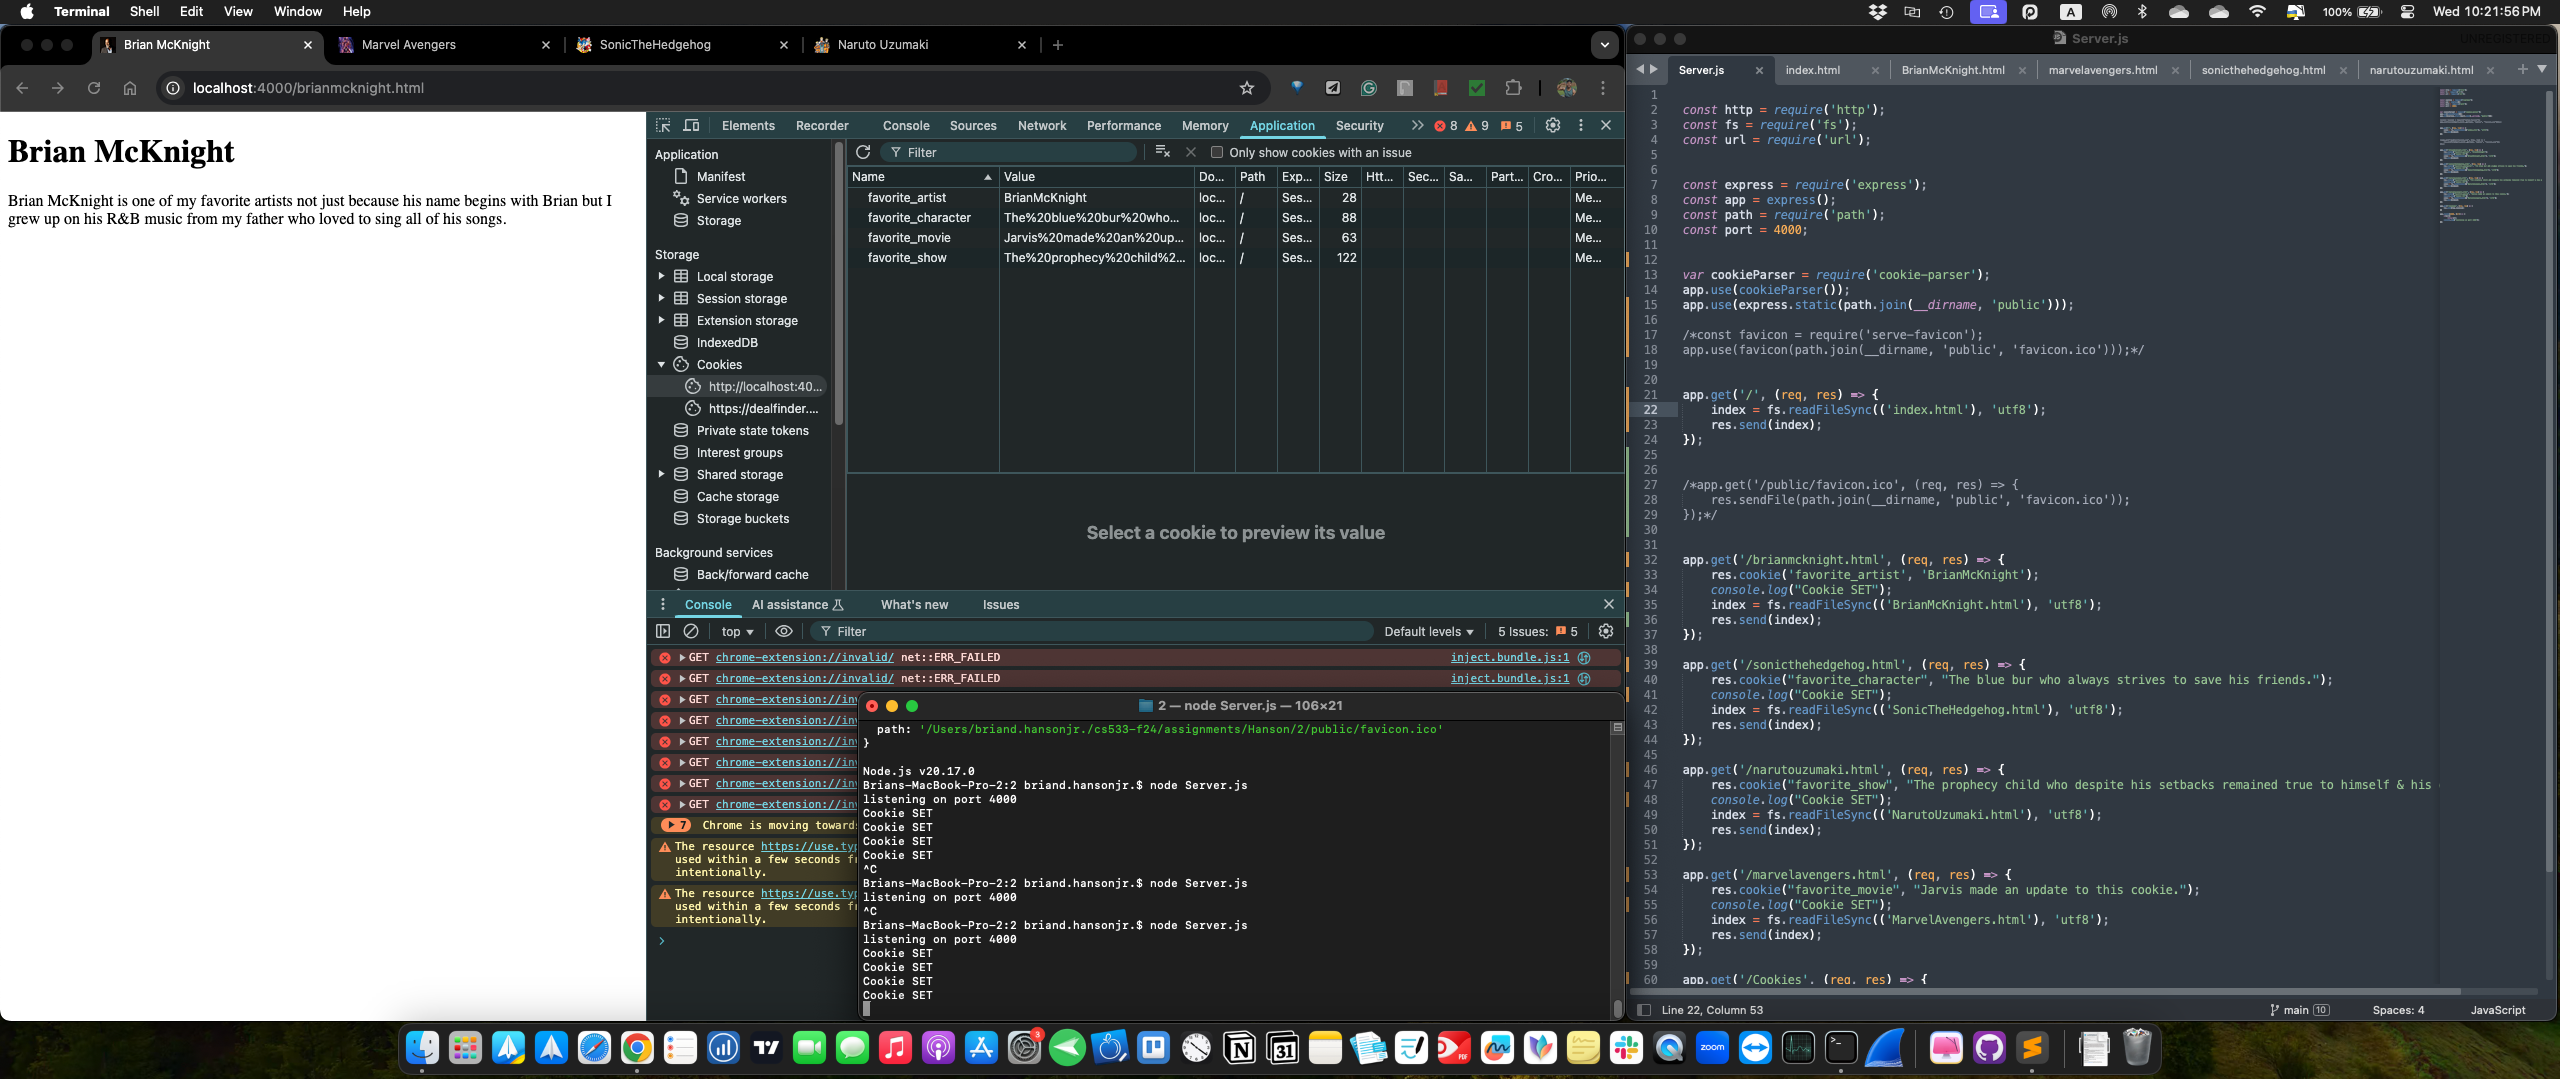 Terminal Shell Edit View Window Help
A 100% Wed 10:21:56 PM
Brian McKnight
Marvel Avengers
SonicTheHedgehog
Naruto Uzumaki
localhost:4000/brianmcknight.html
Brian McKnight
Brian McKnight is one of my favorite artists not just because his name begins with Brian but I
grew up on his R&B music from my father who loved to sing all of his songs.
Elements Recorder Console Sources Network Performance Memory Application Security 8 9 5
Application
Manifest
Service workers
Storage
Storage
Local storage
Session storage
Extension storage
IndexedDB
Cookies
http://localhost:40...
https://dealfinder....
Private state tokens
Interest groups
Shared storage
Cache storage
Storage buckets
Background services
Back/forward cache
Filter Only show cookies with an issue
Name Value Do... Path Exp... Size Htt... Sec... Sa... Part... Cro... Prio...
favorite_artist BrianMcKnight loc... / Ses... 28 Me...
favorite_character The%20blue%20bur%20who... loc... / Ses... 88 Me...
favorite_movie Jarvis%20made%20an%20up... loc... / Ses... 63 Me...
favorite_show The%20prophecy%20child%2... loc... / Ses... 122 Me...
Select a cookie to preview its value
Console AI assistance What's new Issues
top Filter Default levels 5 Issues: 5
GET chrome-extension://invalid/ net::ERR_FAILED inject.bundle.js:1
GET chrome-extension://invalid/ net::ERR_FAILED inject.bundle.js:1
GET chrome-extension://inva
GET chrome-extension://inva
GET chrome-extension://inva
GET chrome-extension://inva
GET chrome-extension://inva
GET chrome-extension://inva
7 Chrome is moving toward
The resource https://use.typ
used within a few seconds f
intentionally.
The resource https://use.typ
used within a few seconds f
intentionally.
2 — node Server.js — 106×21
path: '/Users/briand.hansonjr./cs533-f24/assignments/Hanson/2/public/favicon.ico'
}
Node.js v20.17.0
Brians-MacBook-Pro-2:2 briand.hansonjr.$ node Server.js
listening on port 4000
Cookie SET
Cookie SET
Cookie SET
Cookie SET
^C
Brians-MacBook-Pro-2:2 briand.hansonjr.$ node Server.js
listening on port 4000
^C
Brians-MacBook-Pro-2:2 briand.hansonjr.$ node Server.js
listening on port 4000
Cookie SET
Cookie SET
Cookie SET
Cookie SET
Server.js UNREGISTERED
Server.js index.html BrianMcKnight.html marvelavengers.html sonicthehedgehog.html narutouzumaki.html
1
2 const http = require('http');
3 const fs = require('fs');
4 const url = require('url');
5
6
7 const express = require('express');
8 const app = express();
9 const path = require('path');
10 const port = 4000;
11
12
13 var cookieParser = require('cookie-parser');
14 app.use(cookieParser());
15 app.use(express.static(path.join(__dirname, 'public')));
16
17 /*const favicon = require('serve-favicon');
18 app.use(favicon(path.join(__dirname, 'public', 'favicon.ico')));*/
19
20
21 app.get('/', (req, res) => {
22 index = fs.readFileSync(('index.html'), 'utf8');
23 res.send(index);
24 });
25
26
27 /*app.get('/public/favicon.ico', (req, res) => {
28 res.sendFile(path.join(__dirname, 'public', 'favicon.ico'));
29 });*/
30
31
32 app.get('/brianmcknight.html', (req, res) => {
33 res.cookie('favorite_artist', 'BrianMcKnight');
34 console.log("Cookie SET");
35 index = fs.readFileSync(('BrianMcKnight.html'), 'utf8');
36 res.send(index);
37 });
38
39 app.get('/sonicthehedgehog.html', (req, res) => {
40 res.cookie("favorite_character", "The blue bur who always strives to save his friends.");
41 console.log("Cookie SET");
42 index = fs.readFileSync(('SonicTheHedgehog.html'), 'utf8');
43 res.send(index);
44 });
45
46 app.get('/narutouzumaki.html', (req, res) => {
47 res.cookie("favorite_show", "The prophecy child who despite his setbacks remained true to himself & his
48 console.log("Cookie SET");
49 index = fs.readFileSync(('NarutoUzumaki.html'), 'utf8');
50 res.send(index);
51 });
52
53 app.get('/marvelavengers.html', (req, res) => {
54 res.cookie("favorite_movie", "Jarvis made an update to this cookie.");
55 console.log("Cookie SET");
56 index = fs.readFileSync(('MarvelAvengers.html'), 'utf8');
57 res.send(index);
58 });
59
60 app.get('/Cookies', (req, res) => {
Line 22, Column 53 main 10 Spaces: 4 JavaScript
3
31
PDF
zoom